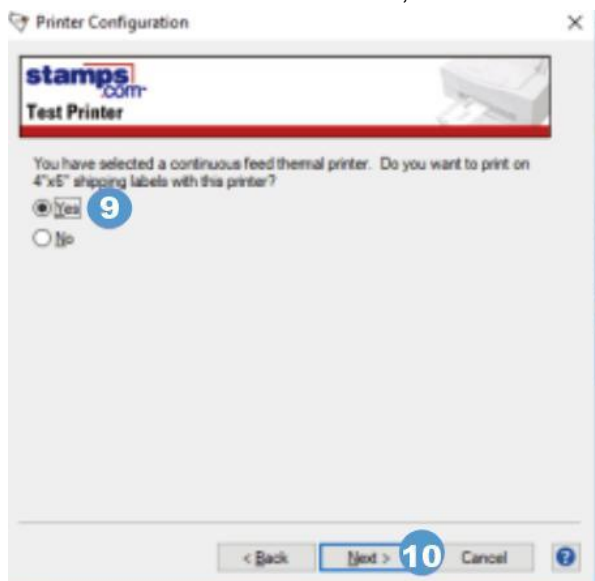 Printer Configuration
stamps
.com
Test Printer
You have selected a continuous feed thermal printer. Do you want to print on
4"x6" shipping labels with this printer?
Yes 9
No
< Back Next > 10 Cancel ?